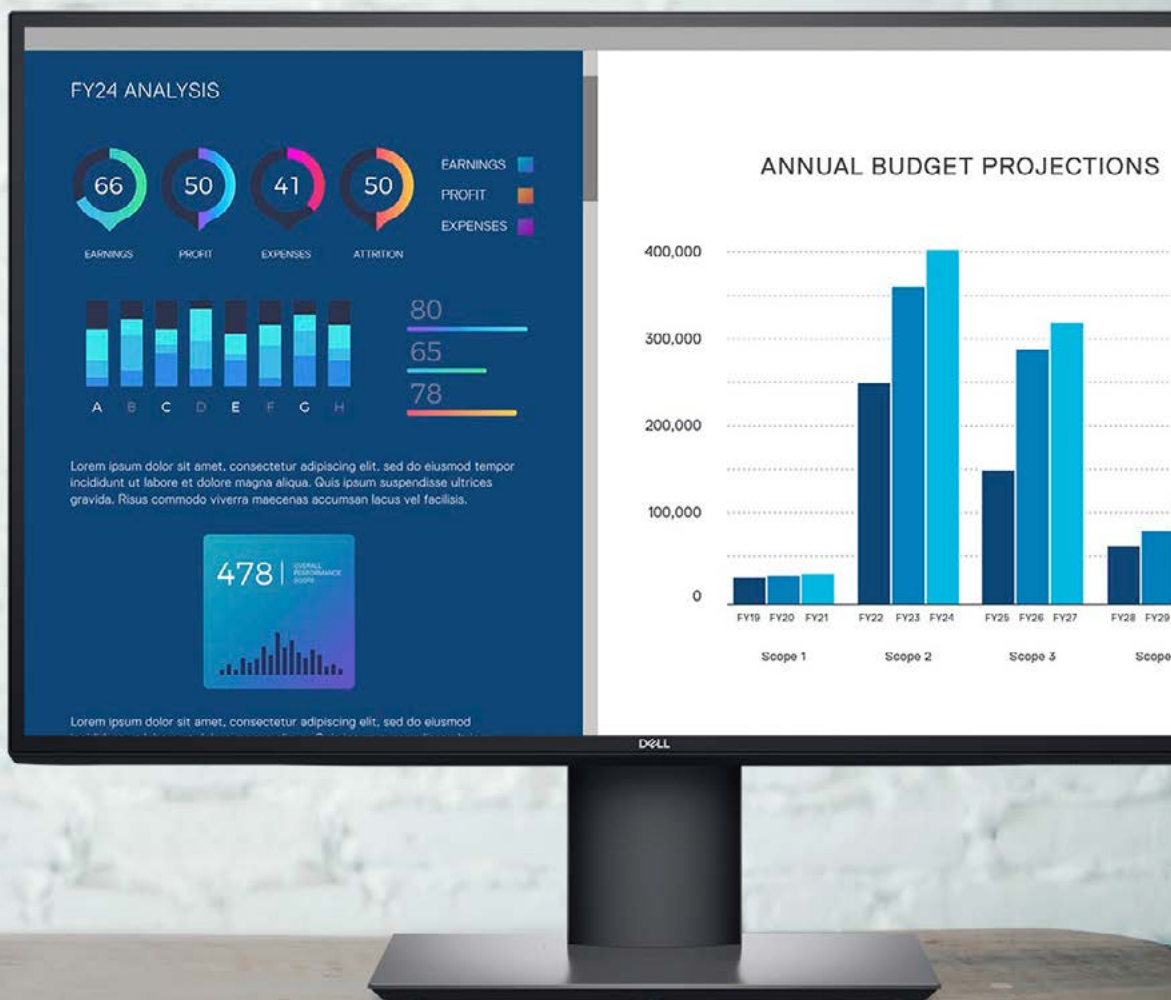 FY24 ANALYSIS
66
50
41
50
EARNINGS
PROFIT
EXPENSES
EARNINGS
PROFIT
EXPENSES
ATTRITION
80
65
78
A B C D E F G H
Lorem ipsum dolor sit amet, consectetur adipiscing elit, sed do eiusmod tempor
incididunt ut labore et dolore magna aliqua. Quis ipsum suspendisse ultrices
gravida. Risus commodo viverra maecenas accumsan lacus vel facilisis.
478
OVERALL
PERFORMANCE
Lorem ipsum dolor sit amet, consectetur adipiscing elit, sed do eiusmod
ANNUAL BUDGET PROJECTIONS
400,000
300,000
200,000
100,000
0
FY19 FY20 FY21 FY22 FY23 FY24 FY25 FY26 FY27 FY28 FY29
Scope 1 Scope 2 Scope 3 Scope
DELL